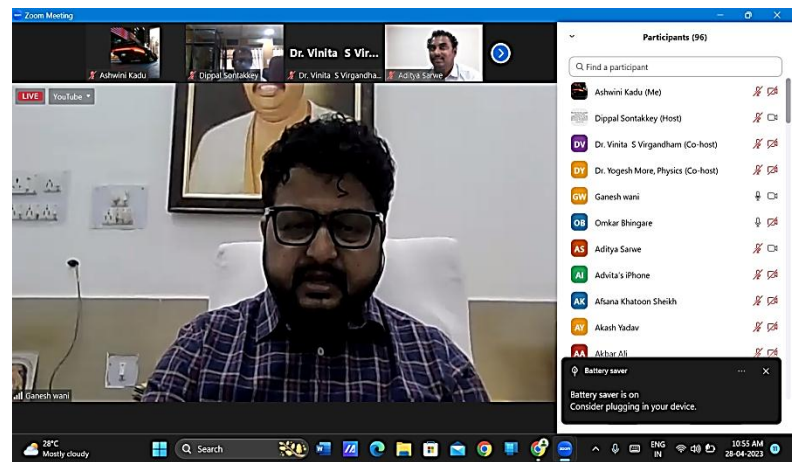 Zoom Meeting
Dr. Vinita S Vir...
Ashwini Kadu
Dippal Sontakkey
Dr. Vinita S Virgandha...
Aditya Sarwe
LIVE YouTube
Ganesh wani
Participants (96)
Find a participant
Ashwini Kadu (Me)
Dippal Sontakkey (Host)
DV Dr. Vinita S Virgandham (Co-host)
DY Dr. Yogesh More, Physics (Co-host)
GW Ganesh wani
OB Omkar Bhingare
AS Aditya Sarwe
AI Advita's iPhone
AK Afsana Khatoon Sheikh
AY Akash Yadav
AA Akbar Ali
Battery saver
Battery saver is on
Consider plugging in your device.
28°C
Mostly cloudy
Search
zoom
ENG
IN
10:55 AM
28-04-2023